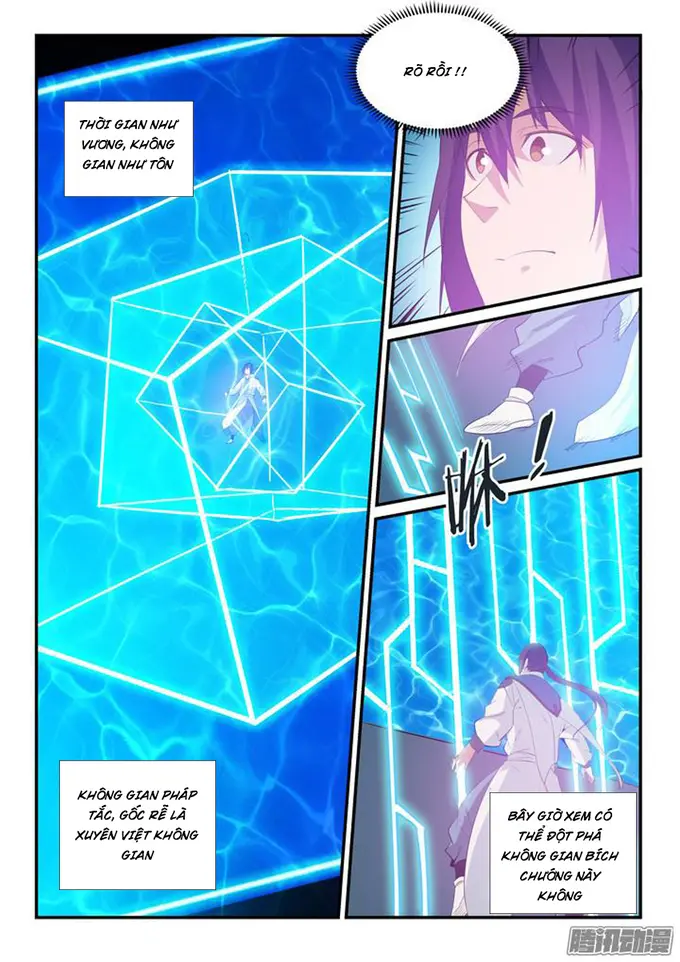 THỜI GIAN NHƯ
VƯƠNG, KHÔNG
GIAN NHƯ TÔN
RÕ RỒI !!
咻!
KHÔNG GIAN PHÁP
TẮC, GỐC RỄ LÀ
XUYÊN VIỆT KHÔNG
GIAN
BÂY GIỜ XEM CÓ
THỂ ĐỘT PHÁ
KHÔNG GIAN BÍCH
CHƯỚNG NÀY
KHÔNG
腾讯动漫